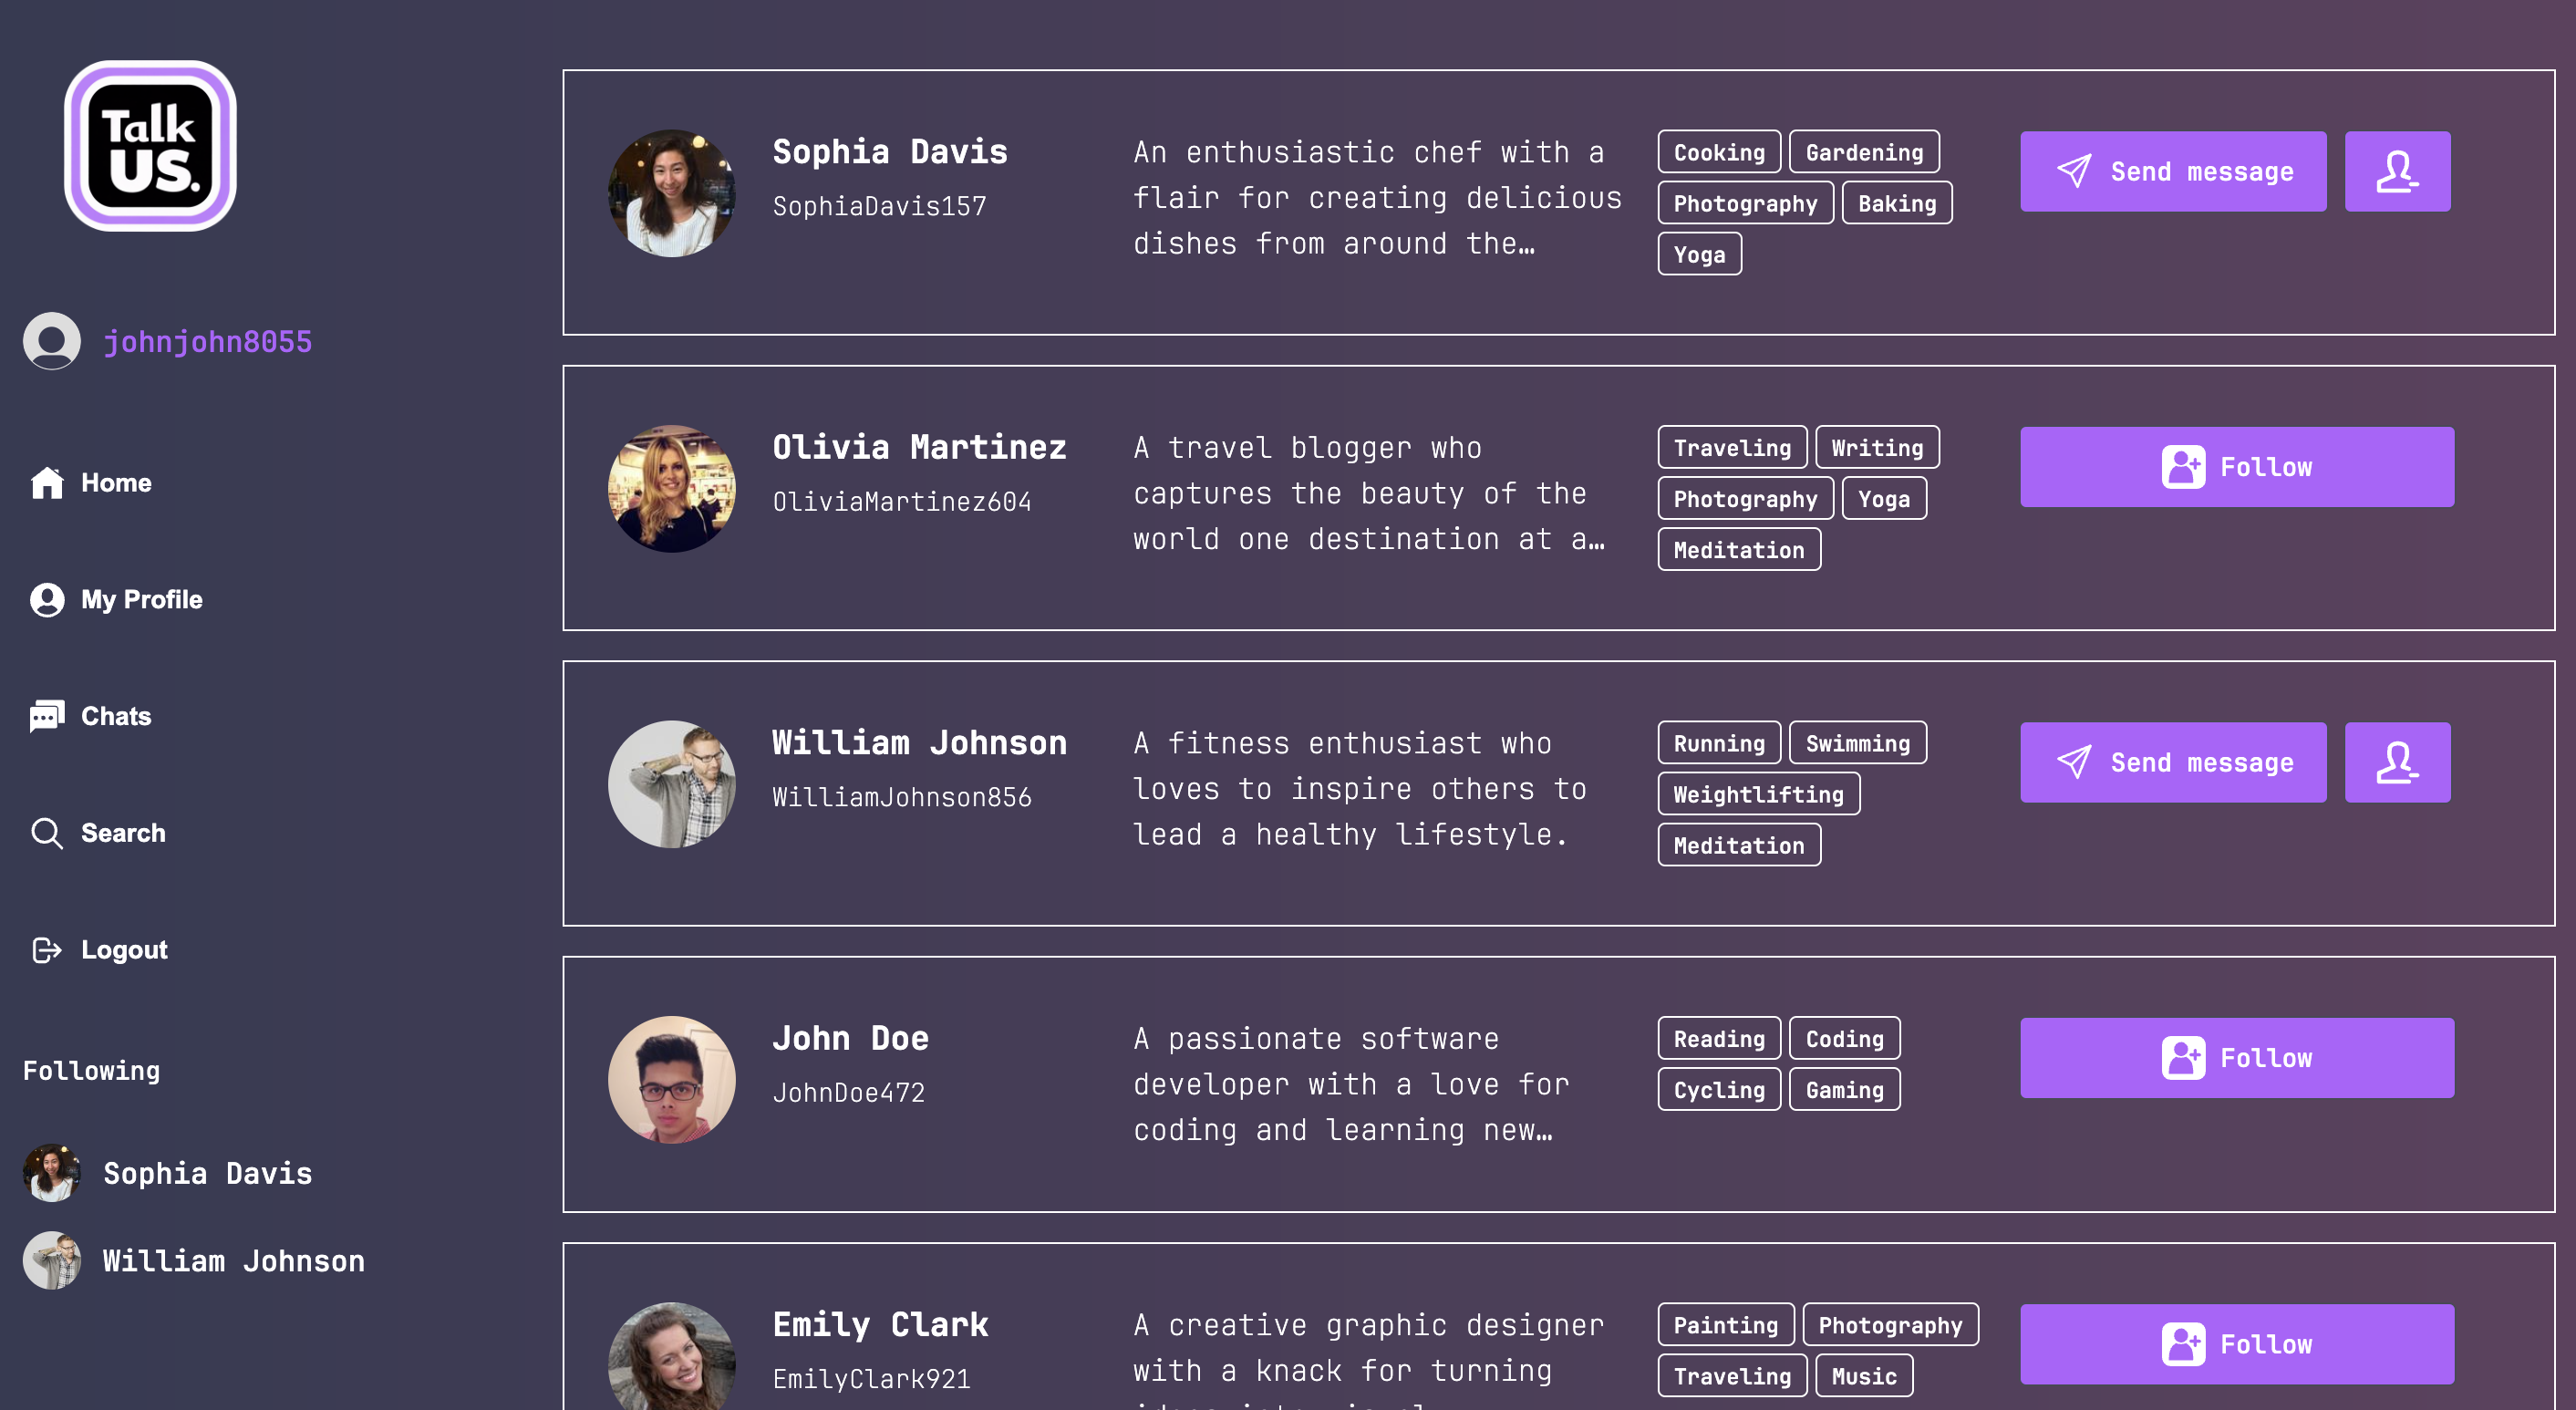 Talk
US.
johnjohn8055
Home
My Profile
Chats
Search
Logout
Following
Sophia Davis
William Johnson
Sophia Davis
SophiaDavis157
An enthusiastic chef with a
flair for creating delicious
dishes from around the…
Cooking Gardening
Photography Baking
Yoga
Send message
Olivia Martinez
OliviaMartinez604
A travel blogger who
captures the beauty of the
world one destination at a…
Traveling Writing
Photography Yoga
Meditation
Follow
William Johnson
WilliamJohnson856
A fitness enthusiast who
loves to inspire others to
lead a healthy lifestyle.
Running Swimming
Weightlifting
Meditation
Send message
John Doe
JohnDoe472
A passionate software
developer with a love for
coding and learning new…
Reading Coding
Cycling Gaming
Follow
Emily Clark
EmilyClark921
A creative graphic designer
with a knack for turning
Painting Photography
Traveling Music
Follow